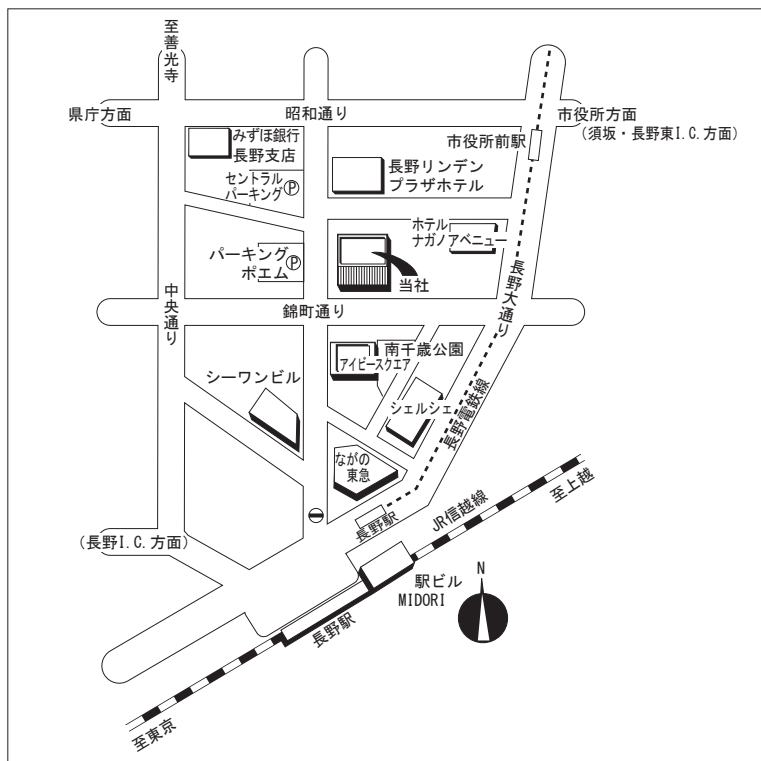 至善光寺
県庁方面
昭和通り
市役所方面
(須坂・長野東I.C.方面)
市役所前駅
みずほ銀行
長野支店
長野リンデン
プラザホテル
セントラル
パーキング
P
ホテル
ナガノアベニュー
パーキング
ポエム
P
当社
長野大通り
中央通り
錦町通り
南千歳公園
アイビースクエア
シーワンビル
シェルシェ
長野電鉄線
ながの
東急
長野駅
JR信越線
至上越
(長野I.C.方面)
駅ビル
MIDORI
N
長野駅
至東京